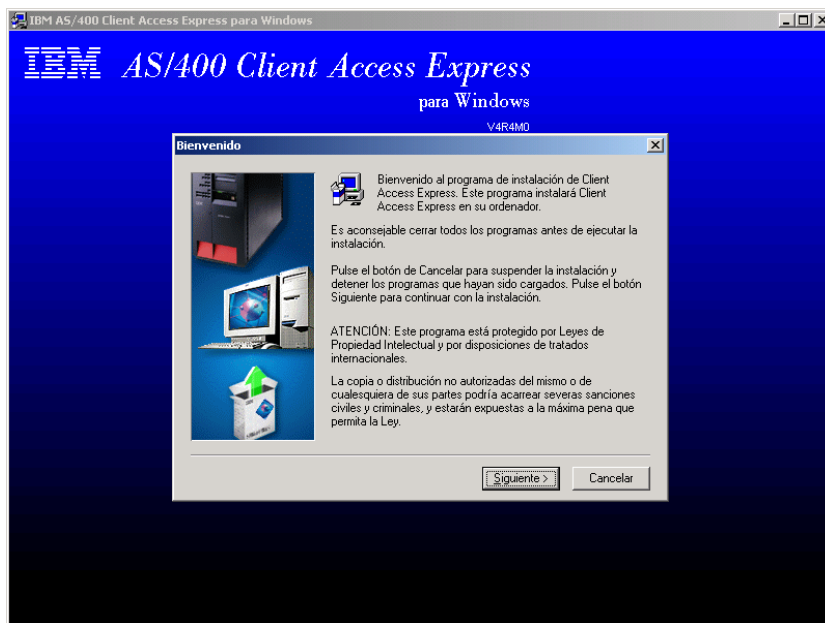 IBM AS/400 Client Access Express para Windows
IBM AS/400 Client Access Express
para Windows
V4R4M0
Bienvenido
Bienvenido al programa de instalación de Client
Access Express. Este programa instalará Client
Access Express en su ordenador.
Es aconsejable cerrar todos los programas antes de ejecutar la
instalación.
Pulse el botón de Cancelar para suspender la instalación y
detener los programas que hayan sido cargados. Pulse el botón
Siguiente para continuar con la instalación.
ATENCIÓN: Este programa está protegido por Leyes de
Propiedad Intelectual y por disposiciones de tratados
internacionales.
La copia o distribución no autorizadas del mismo o de
cualesquiera de sus partes podría acarrear severas sanciones
civiles y criminales, y estarán expuestas a la máxima pena que
permita la Ley.
Siguiente >
Cancelar